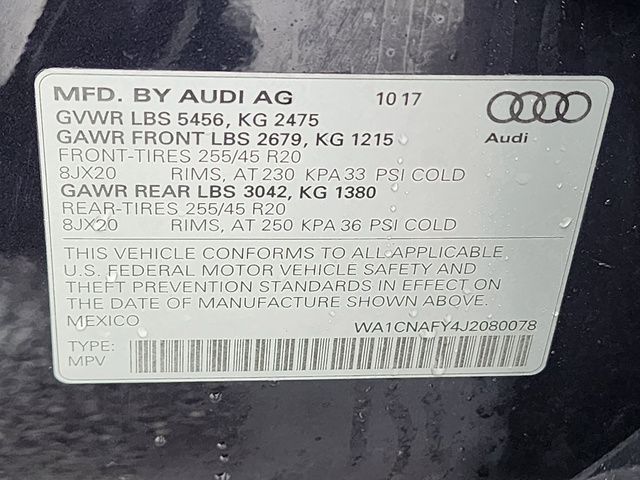 MFD. BY AUDI AG 10 17
GVWR LBS 5456, KG 2475
GAWR FRONT LBS 2679, KG 1215
Audi
FRONT-TIRES 255/45 R20
8JX20 RIMS, AT 230 KPA 33 PSI COLD
GAWR REAR LBS 3042, KG 1380
REAR-TIRES 255/45 R20
8JX20 RIMS, AT 250 KPA 36 PSI COLD
THIS VEHICLE CONFORMS TO ALL APPLICABLE
U.S. FEDERAL MOTOR VEHICLE SAFETY AND
THEFT PREVENTION STANDARDS IN EFFECT ON
THE DATE OF MANUFACTURE SHOWN ABOVE.
MEXICO WA1CNAFY4J2080078
TYPE:
MPV